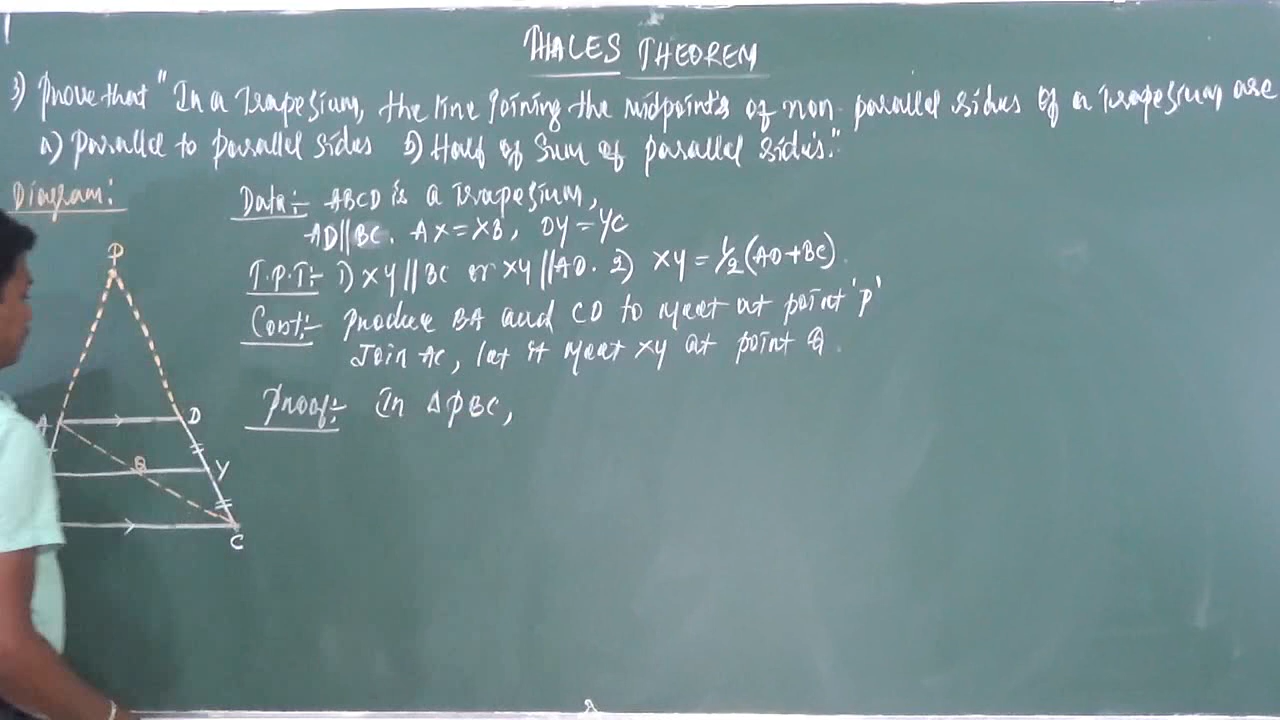 THALES THEOREM
3) Prove that "In a Trapezium, the line joining the midpoints of non-parallel sides of a Trapezium are
a) Parallel to parallel sides b) Half of Sum of parallel sides."
Diagram:
Data:- ABCD is a Trapezium,
AD||BC. AX=XB, DY=YC
T.P.T:- 1) XY||BC or XY||AD. 2) XY=1/2(AD+BC).
Const:- Produce BA and CD to meet at point 'P'
Join AC, let it meet XY at point Q.
Proof:- In ΔPBC,
P
A
D
Q
Y
C